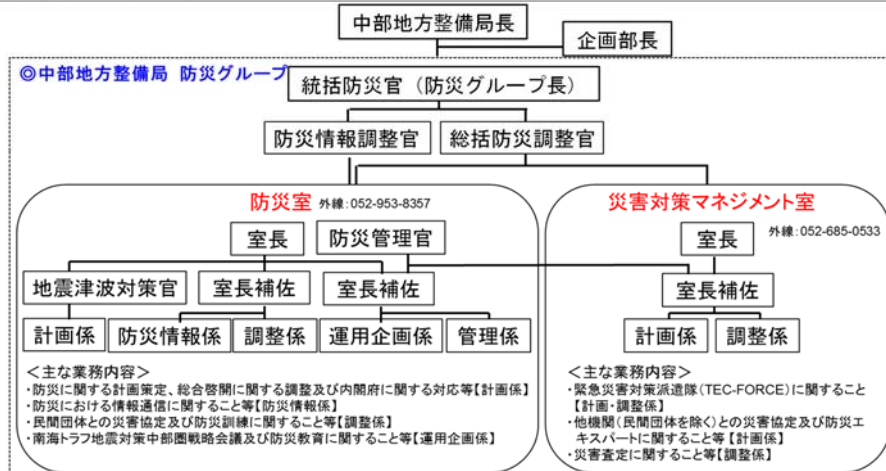 中部地方整備局長
企画部長
◎中部地方整備局 防災グループ
統括防災官（防災グループ長）
防災情報調整官
総括防災調整官
防災室 外線:052-953-8357
室長
防災管理官
地震津波対策官
室長補佐
室長補佐
計画係
防災情報係
調整係
運用企画係
管理係
＜主な業務内容＞
・防災に関する計画策定、総合啓開に関する調整及び内閣府に関する対応等【計画係】
・防災における情報通信に関すること等【防災情報係】
・民間団体との災害協定及び防災訓練に関すること等【調整係】
・南海トラフ地震対策中部圏戦略会議及び防災教育に関すること等【運用企画係】
災害対策マネジメント室
室長
外線:052-685-0533
室長補佐
計画係
調整係
＜主な業務内容＞
・緊急災害対策派遣隊（TEC-FORCE）に関すること
【計画・調整係】
・他機関（民間団体を除く）との災害協定及び防災エ
キスパートに関すること等 【計画係】
・災害査定に関すること等【調整係】